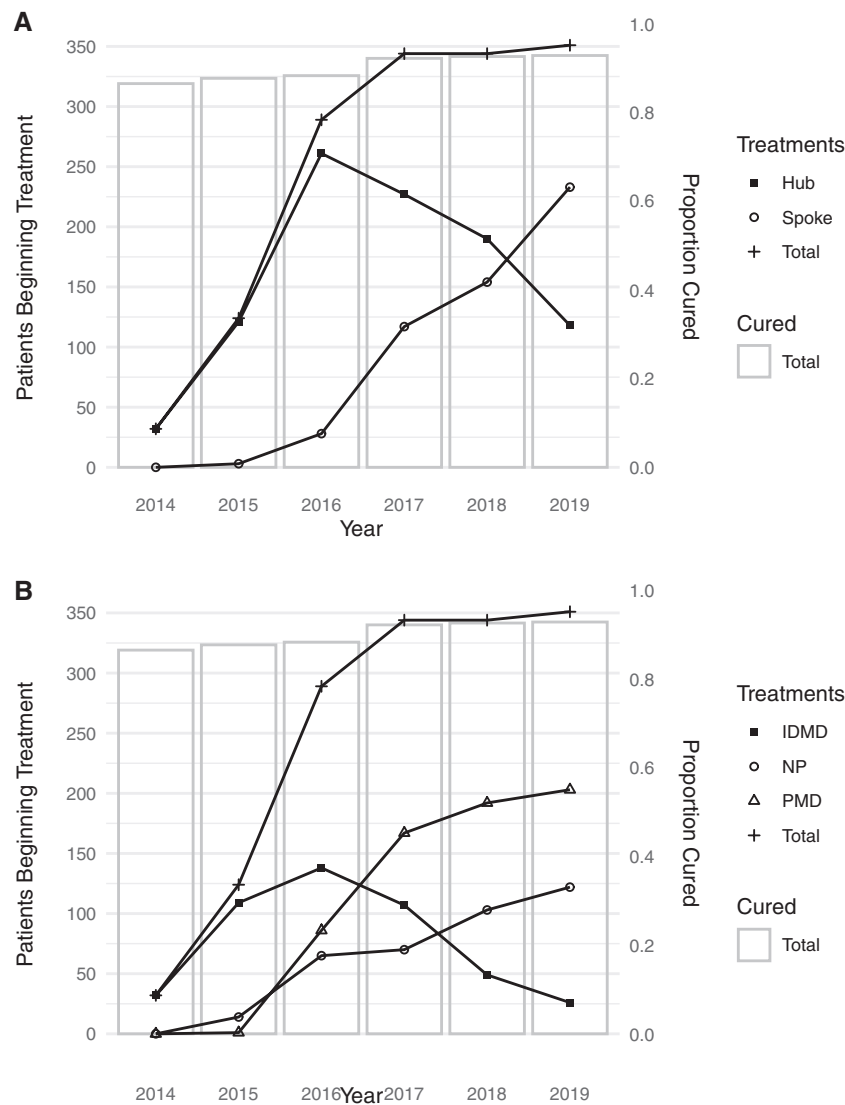 A
Patients Beginning Treatment
350
300
250
200
150
100
50
0
1.0
0.8
0.6
0.4
0.2
0.0
Proportion Cured
2014 2015 2016 2017 2018 2019
Year
Treatments
Hub
Spoke
Total
Cured
Total
B
Patients Beginning Treatment
350
300
250
200
150
100
50
0
1.0
0.8
0.6
0.4
0.2
0.0
Proportion Cured
2014 2015 2016 2017 2018 2019
Year
Treatments
IDMD
NP
PMD
Total
Cured
Total